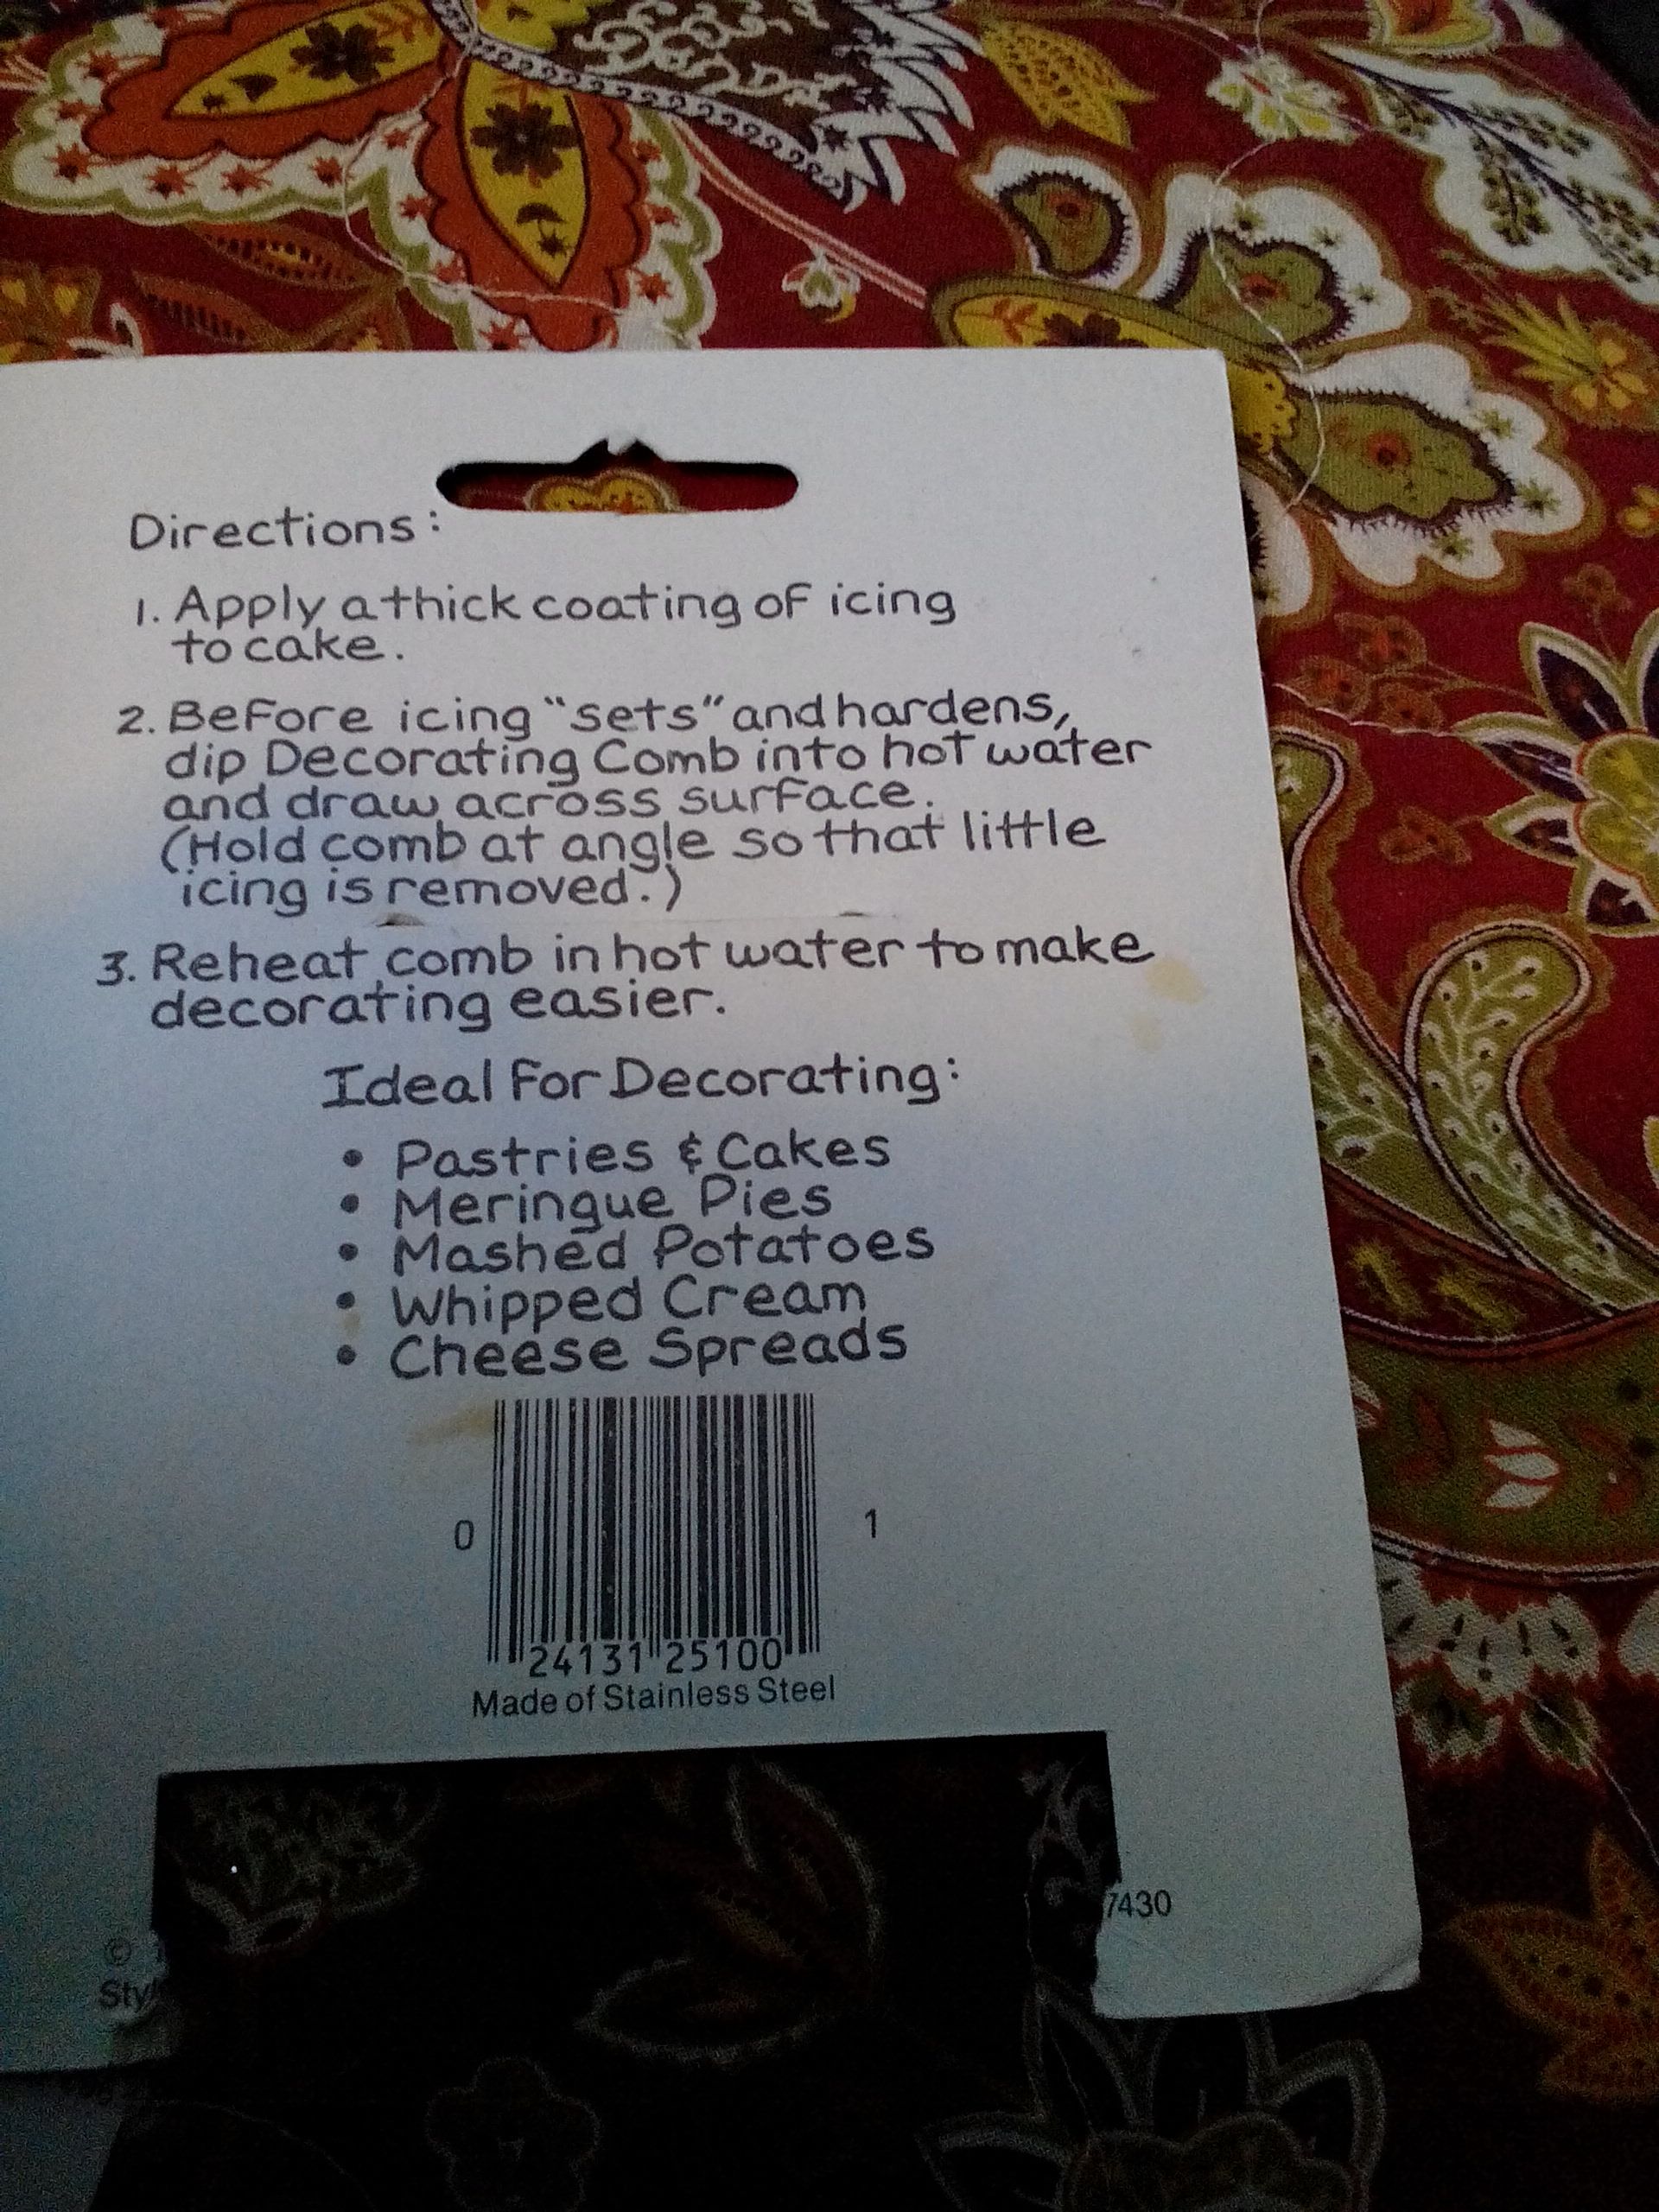 Directions:
1. Apply a thick coating of icing
to cake.
2. Before icing "sets" and hardens,
dip Decorating Comb into hot water
and draw across surface.
(Hold comb at angle so that little
icing is removed.)
3. Reheat comb in hot water to make
decorating easier.
Ideal for Decorating:
• Pastries & Cakes
• Meringue Pies
• Mashed Potatoes
• Whipped Cream
• Cheese Spreads
0 24131 25100 1
Made of Stainless Steel
7430
©